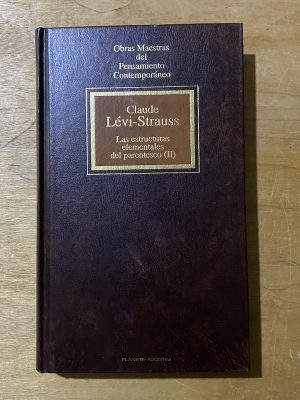 Obras Maestras
del
Pensamiento
Contemporáneo
Claude
Lévi-Strauss
Las estructuras
elementales
del parentesco (II)
PLANETA-AGOSTINI